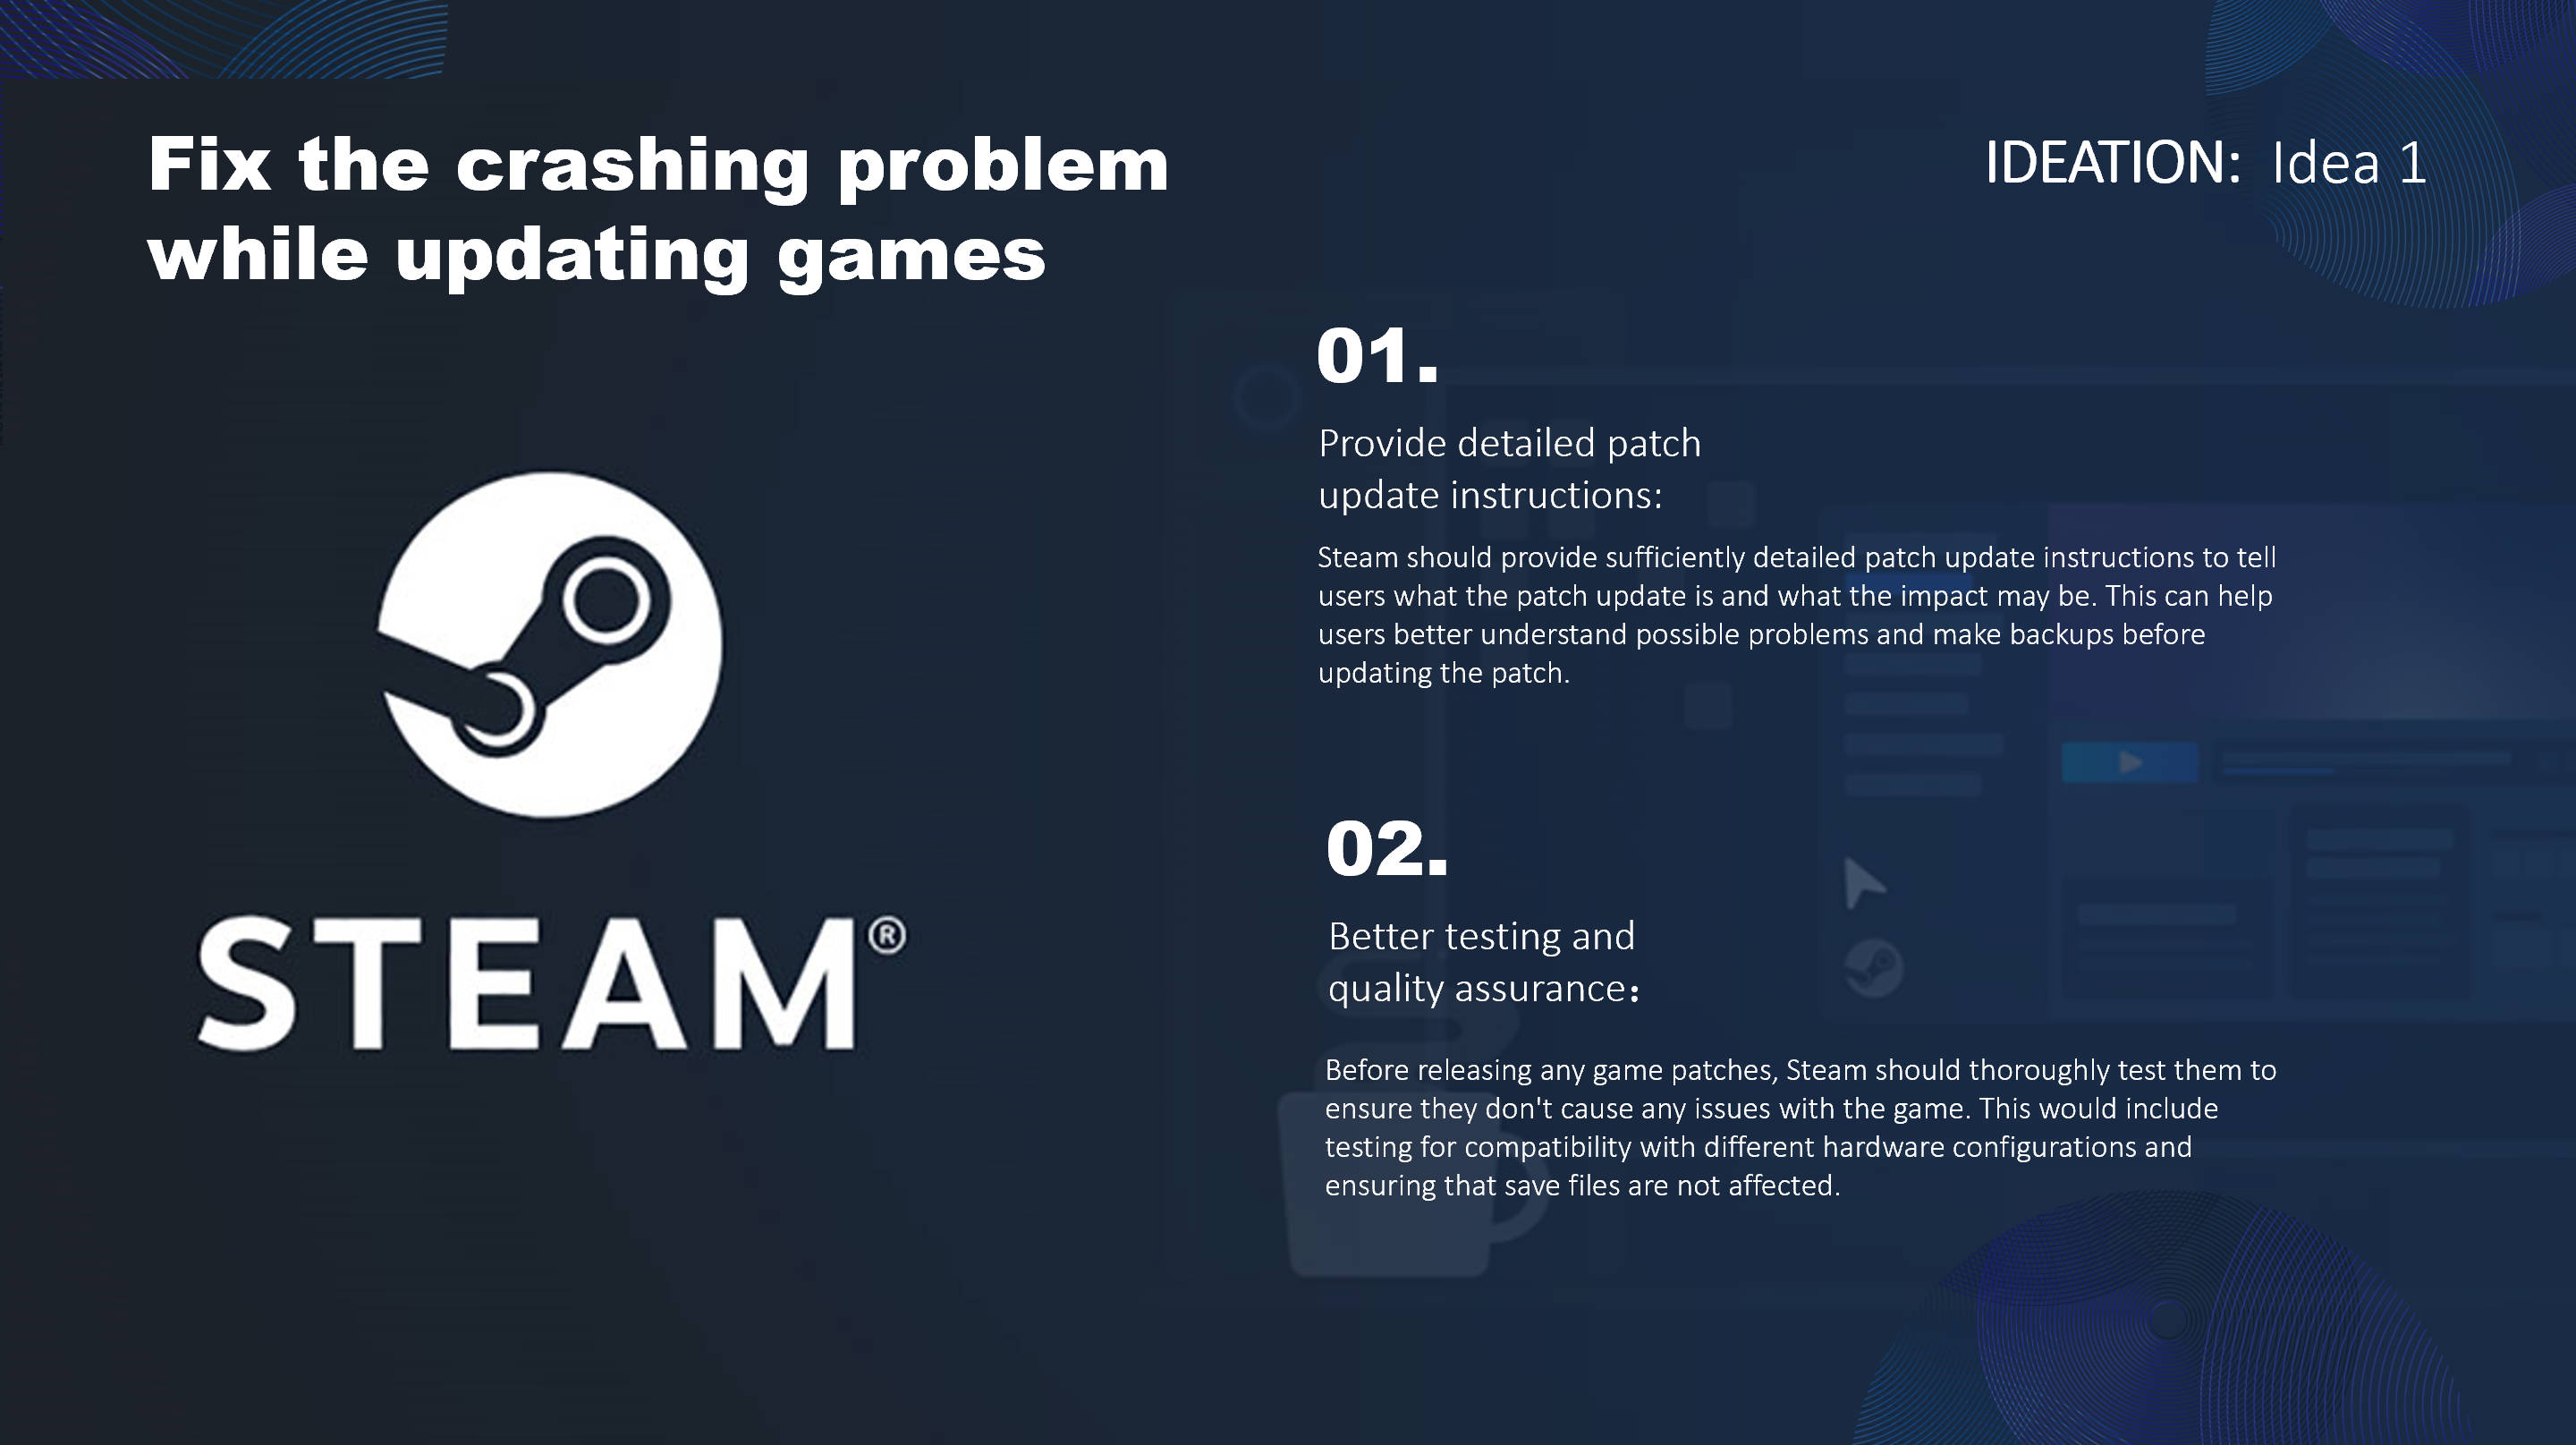 Fix the crashing problem
while updating games
IDEATION: Idea 1
STEAM®
01.
Provide detailed patch
update instructions:
Steam should provide sufficiently detailed patch update instructions to tell
users what the patch update is and what the impact may be. This can help
users better understand possible problems and make backups before
updating the patch.
02.
Better testing and
quality assurance：
Before releasing any game patches, Steam should thoroughly test them to
ensure they don't cause any issues with the game. This would include
testing for compatibility with different hardware configurations and
ensuring that save files are not affected.